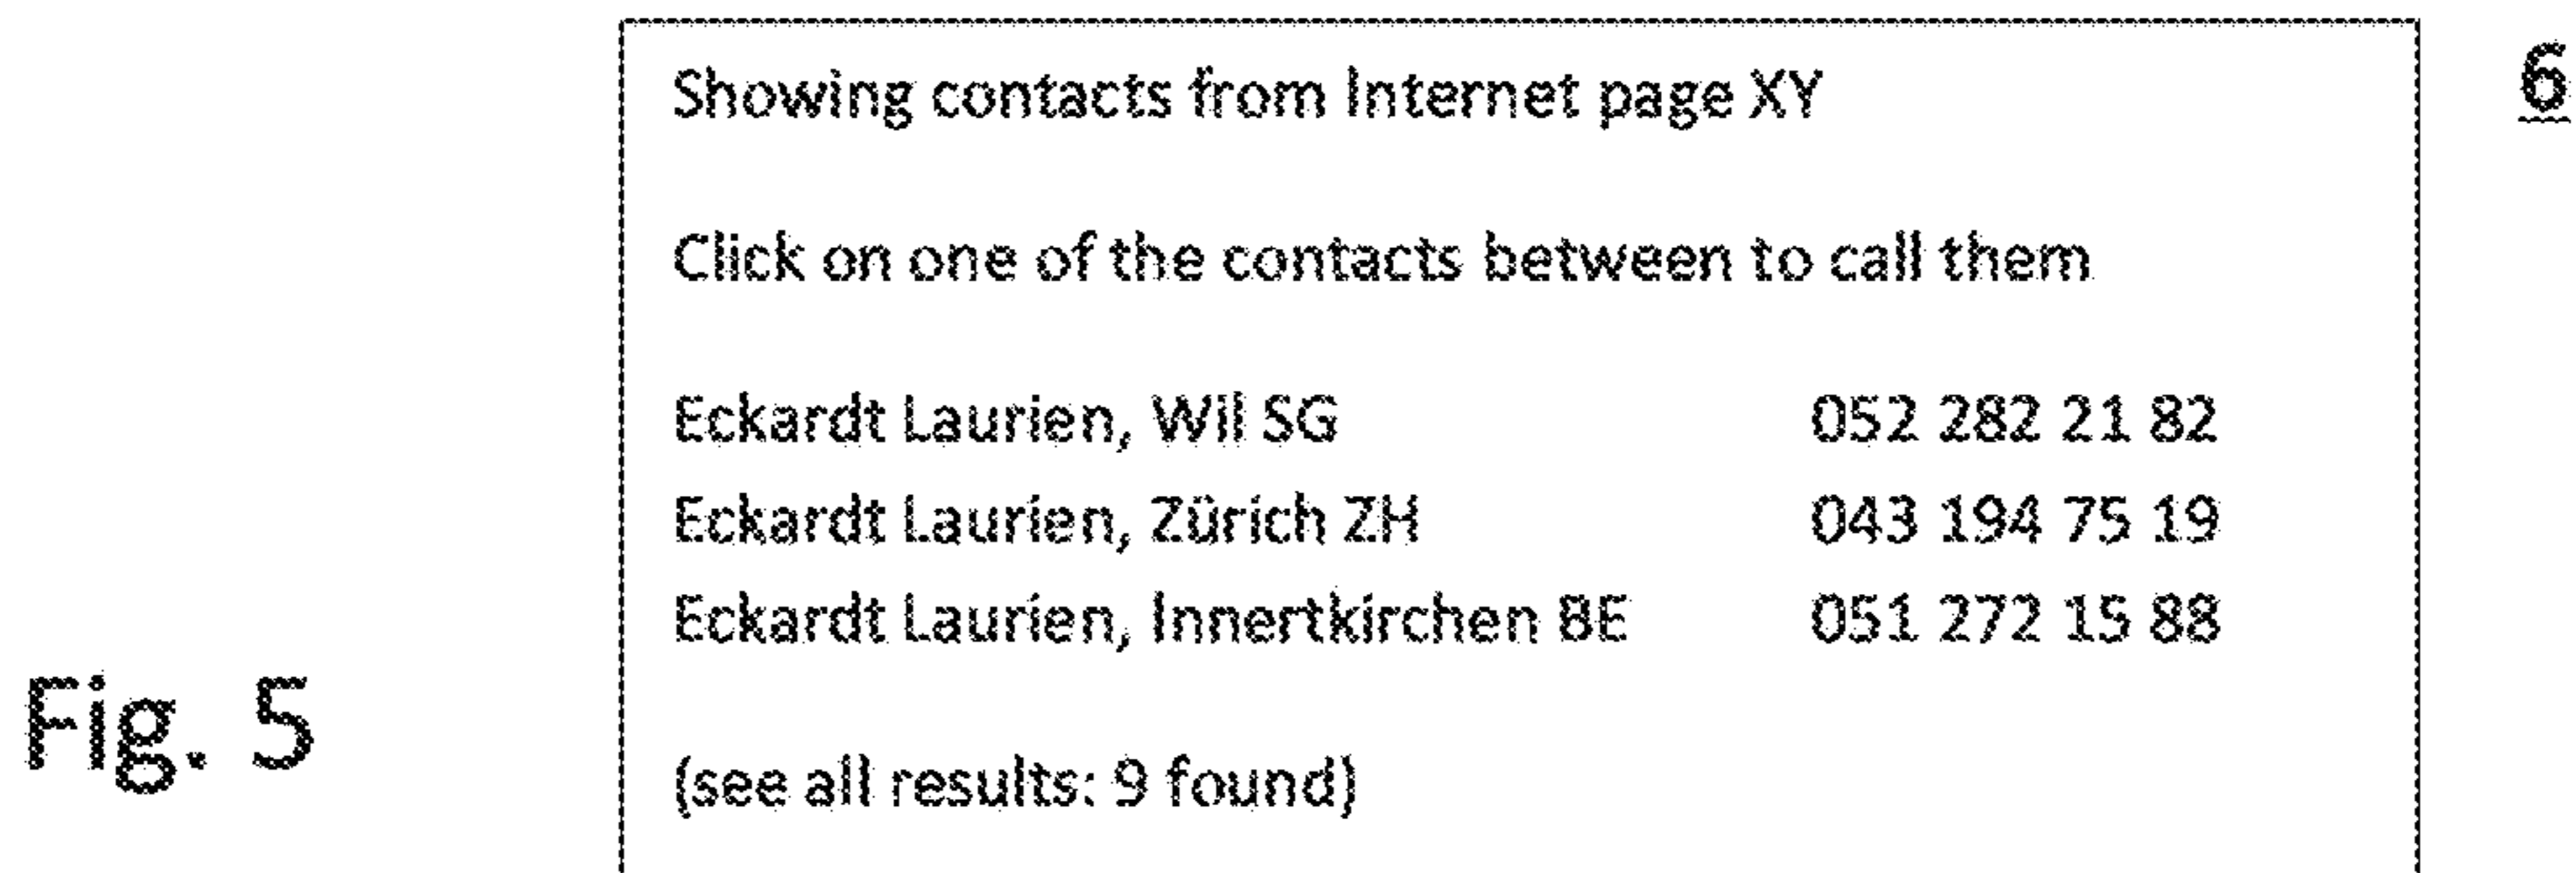 Showing contacts from Internet page XY
6
Click on one of the contacts between to call them
Eckardt Laurien, Wil SG 052 282 21 82
Eckardt Laurien, Zürich ZH 043 194 75 19
Eckardt Laurien, Innertkirchen BE 051 272 15 88
Fig. 5
(see all results: 9 found)